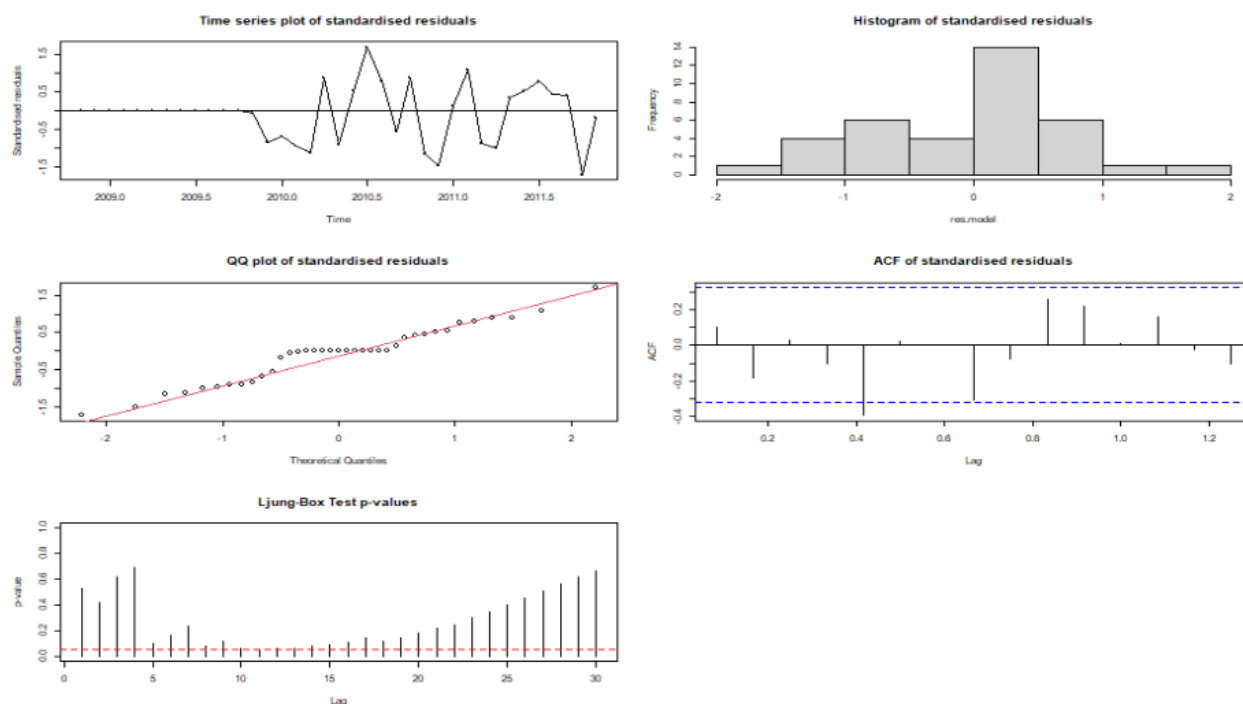 Time series plot of standardised residuals
Standardised residuals
-1.5 -0.5 0.5 1.5
2009.0 2009.5 2010.0 2010.5 2011.0 2011.5
Time
Histogram of standardised residuals
Frequency
0 2 4 6 8 10 14
-2 -1 0 1 2
res.model
QQ plot of standardised residuals
Sample Quantiles
-1.5 -0.5 0.5 1.5
-2 -1 0 1 2
Theoretical Quantiles
ACF of standardised residuals
ACF
-0.4 -0.2 0.0 0.2
0.2 0.4 0.6 0.8 1.0 1.2
Lag
Ljung-Box Test p-values
p-value
0.0 0.2 0.4 0.6 0.8 1.0
0 5 10 15 20 25 30
Lag